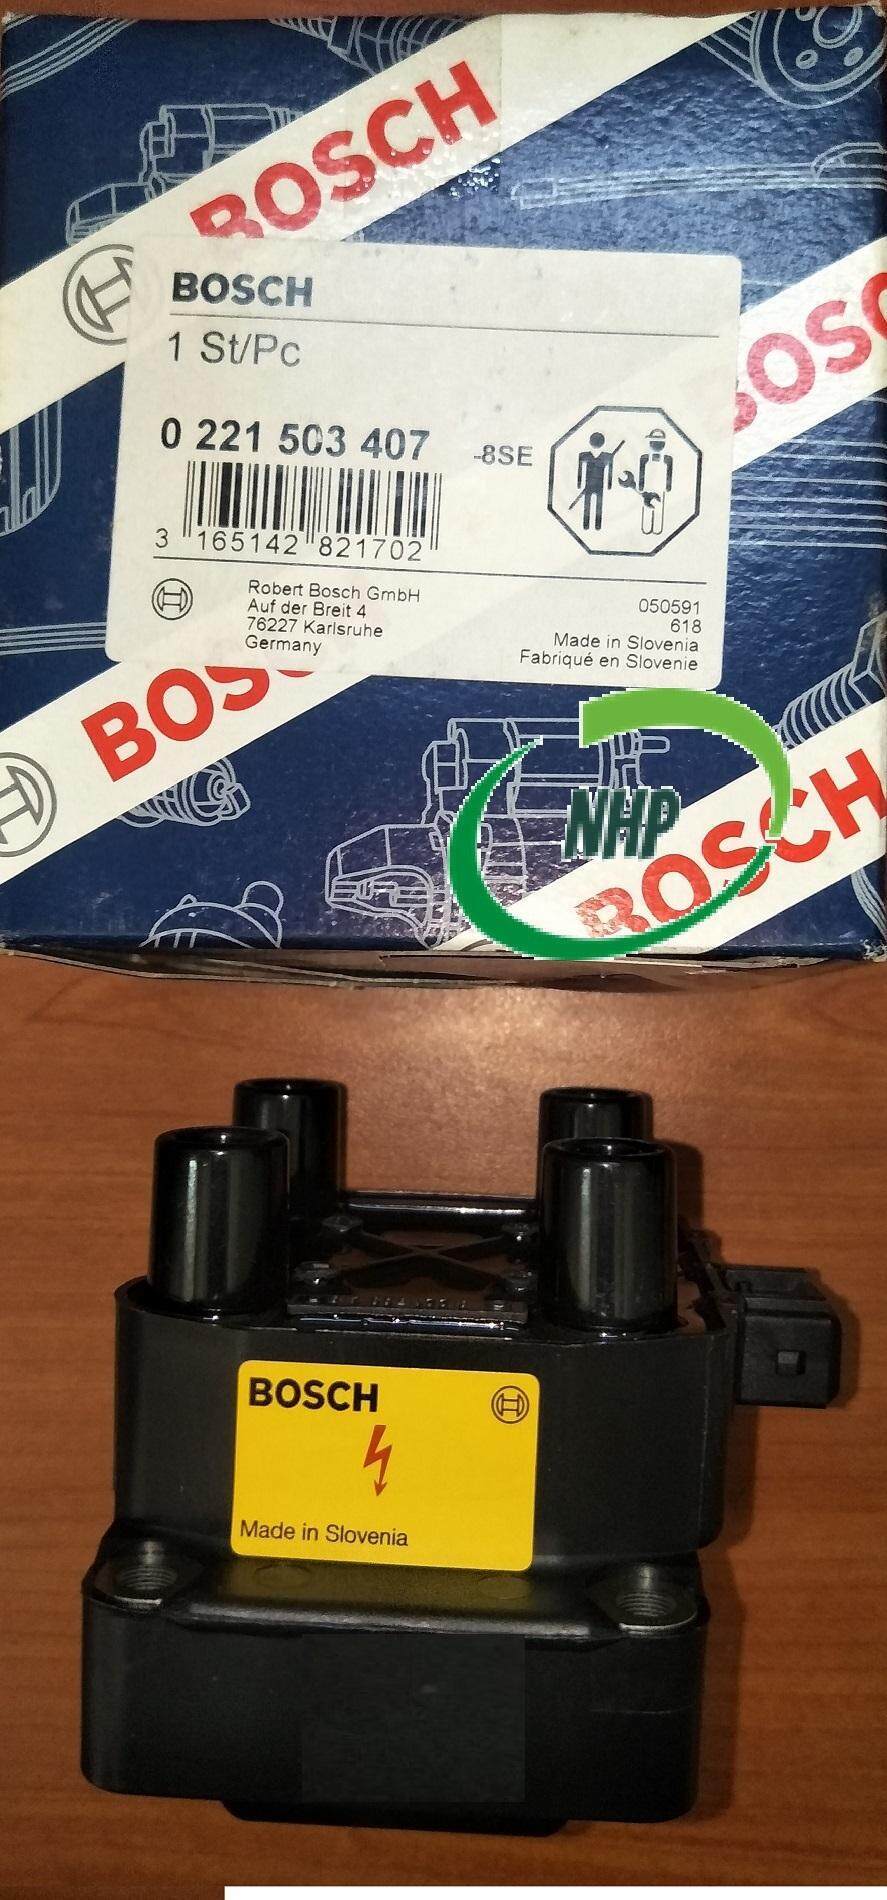 BOSCH
BOSCH
1 St/Pc
0 221 503 407
-8SE
3 165142 821702
Robert Bosch GmbH
Auf der Breit 4
76227 Karlsruhe
Germany
050591
618
Made in Slovenia
Fabriqué en Slovenie
BOSC
BOSC
NHP
BOSCH
BOSCH
Made in Slovenia